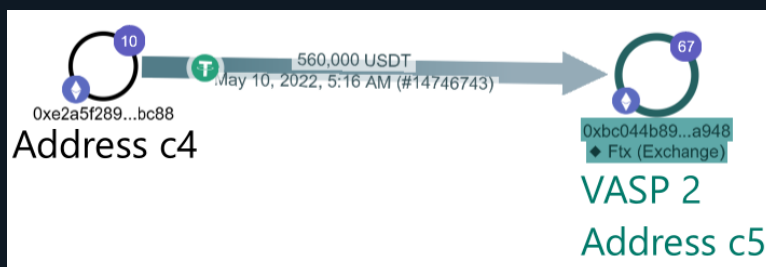 10
0xe2a5f289...bc88
Address c4
560,000 USDT
May 10, 2022, 5:16 AM (#14746743)
67
0xbc044b89...a948
◆ Ftx (Exchange)
VASP 2
Address c5